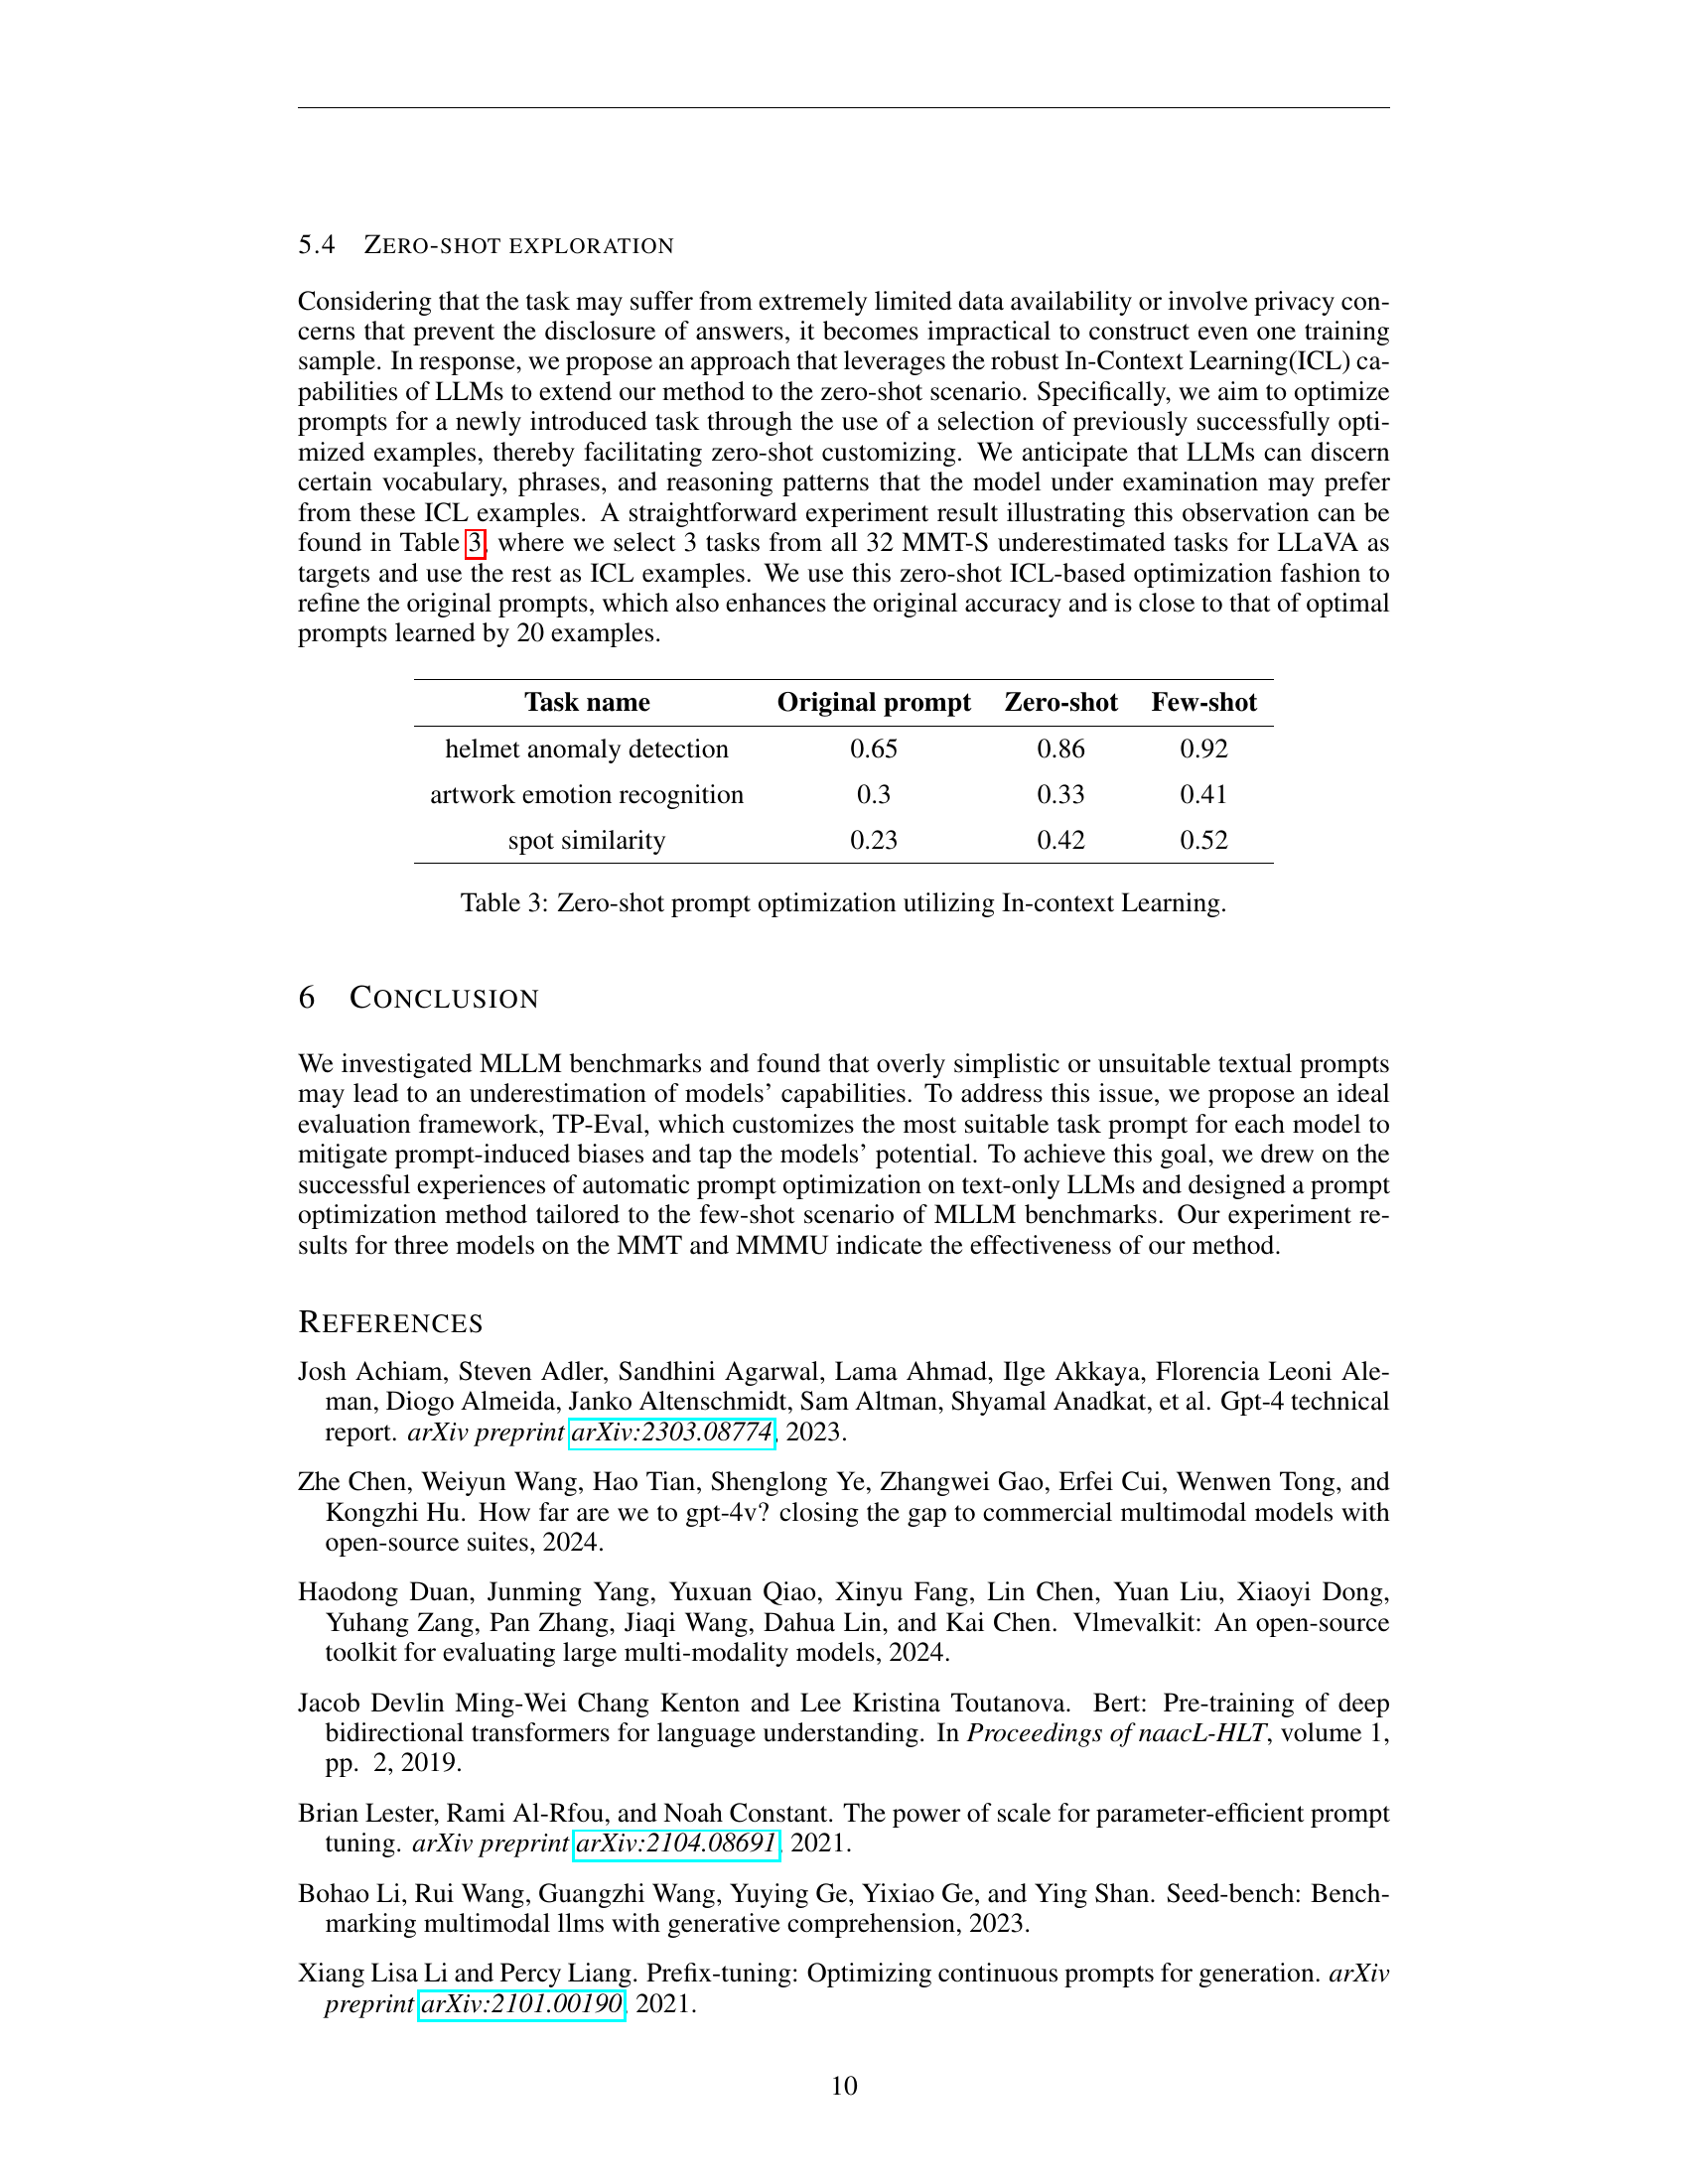 5.4 ZERO-SHOT EXPLORATION
Considering that the task may suffer from extremely limited data availability or involve privacy con-
cerns that prevent the disclosure of answers, it becomes impractical to construct even one training
sample. In response, we propose an approach that leverages the robust In-Context Learning(ICL) ca-
pabilities of LLMs to extend our method to the zero-shot scenario. Specifically, we aim to optimize
prompts for a newly introduced task through the use of a selection of previously successfully opti-
mized examples, thereby facilitating zero-shot customizing. We anticipate that LLMs can discern
certain vocabulary, phrases, and reasoning patterns that the model under examination may prefer
from these ICL examples. A straightforward experiment result illustrating this observation can be
found in Table 3, where we select 3 tasks from all 32 MMT-S underestimated tasks for LLaVA as
targets and use the rest as ICL examples. We use this zero-shot ICL-based optimization fashion to
refine the original prompts, which also enhances the original accuracy and is close to that of optimal
prompts learned by 20 examples.
Task name Original prompt Zero-shot Few-shot
helmet anomaly detection 0.65 0.86 0.92
artwork emotion recognition 0.3 0.33 0.41
spot similarity 0.23 0.42 0.52
Table 3: Zero-shot prompt optimization utilizing In-context Learning.
6 CONCLUSION
We investigated MLLM benchmarks and found that overly simplistic or unsuitable textual prompts
may lead to an underestimation of models' capabilities. To address this issue, we propose an ideal
evaluation framework, TP-Eval, which customizes the most suitable task prompt for each model to
mitigate prompt-induced biases and tap the models' potential. To achieve this goal, we drew on the
successful experiences of automatic prompt optimization on text-only LLMs and designed a prompt
optimization method tailored to the few-shot scenario of MLLM benchmarks. Our experiment re-
sults for three models on the MMT and MMMU indicate the effectiveness of our method.
REFERENCES
Josh Achiam, Steven Adler, Sandhini Agarwal, Lama Ahmad, Ilge Akkaya, Florencia Leoni Ale-
man, Diogo Almeida, Janko Altenschmidt, Sam Altman, Shyamal Anadkat, et al. Gpt-4 technical
report. arXiv preprint arXiv:2303.08774, 2023.
Zhe Chen, Weiyun Wang, Hao Tian, Shenglong Ye, Zhangwei Gao, Erfei Cui, Wenwen Tong, and
Kongzhi Hu. How far are we to gpt-4v? closing the gap to commercial multimodal models with
open-source suites, 2024.
Haodong Duan, Junming Yang, Yuxuan Qiao, Xinyu Fang, Lin Chen, Yuan Liu, Xiaoyi Dong,
Yuhang Zang, Pan Zhang, Jiaqi Wang, Dahua Lin, and Kai Chen. Vlmevalkit: An open-source
toolkit for evaluating large multi-modality models, 2024.
Jacob Devlin Ming-Wei Chang Kenton and Lee Kristina Toutanova. Bert: Pre-training of deep
bidirectional transformers for language understanding. In Proceedings of naacL-HLT, volume 1,
pp. 2, 2019.
Brian Lester, Rami Al-Rfou, and Noah Constant. The power of scale for parameter-efficient prompt
tuning. arXiv preprint arXiv:2104.08691, 2021.
Bohao Li, Rui Wang, Guangzhi Wang, Yuying Ge, Yixiao Ge, and Ying Shan. Seed-bench: Bench-
marking multimodal llms with generative comprehension, 2023.
Xiang Lisa Li and Percy Liang. Prefix-tuning: Optimizing continuous prompts for generation. arXiv
preprint arXiv:2101.00190, 2021.
10